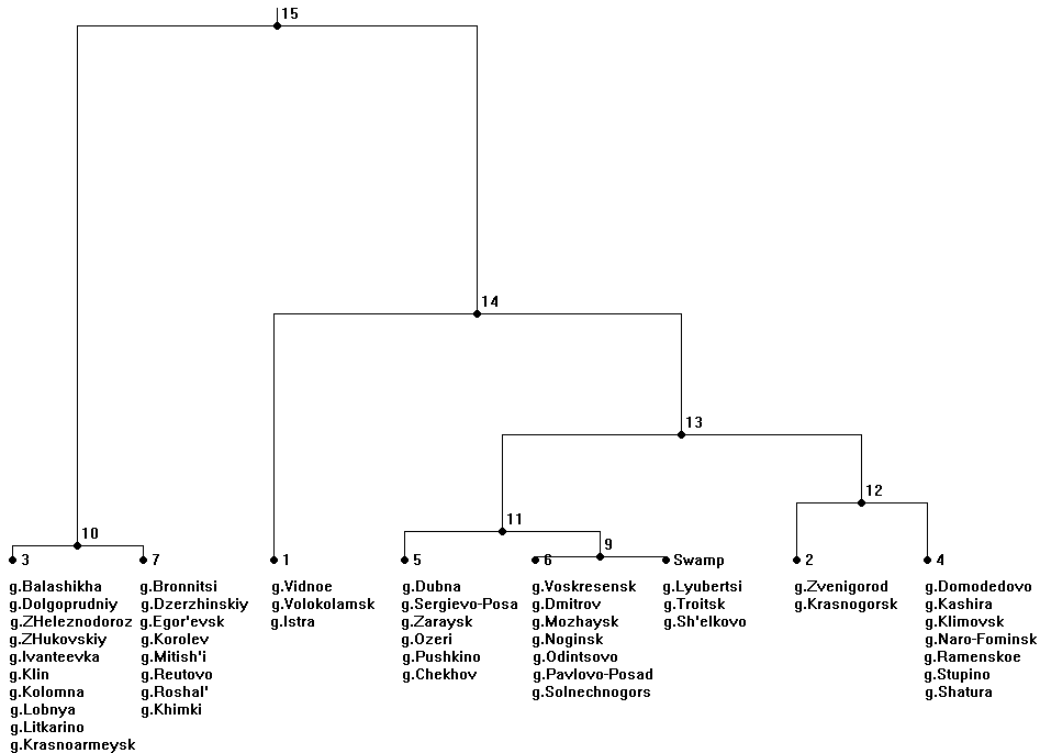 15
14
13
12
11
10
9
3
7
1
5
6
Swamp
2
4
g.Balashikha
g.Dolgoprudniy
g.ZHeleznodoroz
g.ZHukovskiy
g.Ivanteevka
g.Klin
g.Kolomna
g.Lobnya
g.Litkarino
g.Krasnoarmeysk
g.Bronnitsi
g.Dzerzhinskiy
g.Egor'evsk
g.Korolev
g.Mitish'i
g.Reutovo
g.Roshal'
g.Khimki
g.Vidnoe
g.Volokolamsk
g.Istra
g.Dubna
g.Sergievo-Posa
g.Zaraysk
g.Ozeri
g.Pushkino
g.Chekhov
g.Voskresensk
g.Dmitrov
g.Mozhaysk
g.Noginsk
g.Odintsovo
g.Pavlovo-Posad
g.Solnechnogors
g.Lyubertsi
g.Troitsk
g.Sh'elkovo
g.Zvenigorod
g.Krasnogorsk
g.Domodedovo
g.Kashira
g.Klimovsk
g.Naro-Fominsk
g.Ramenskoe
g.Stupino
g.Shatura